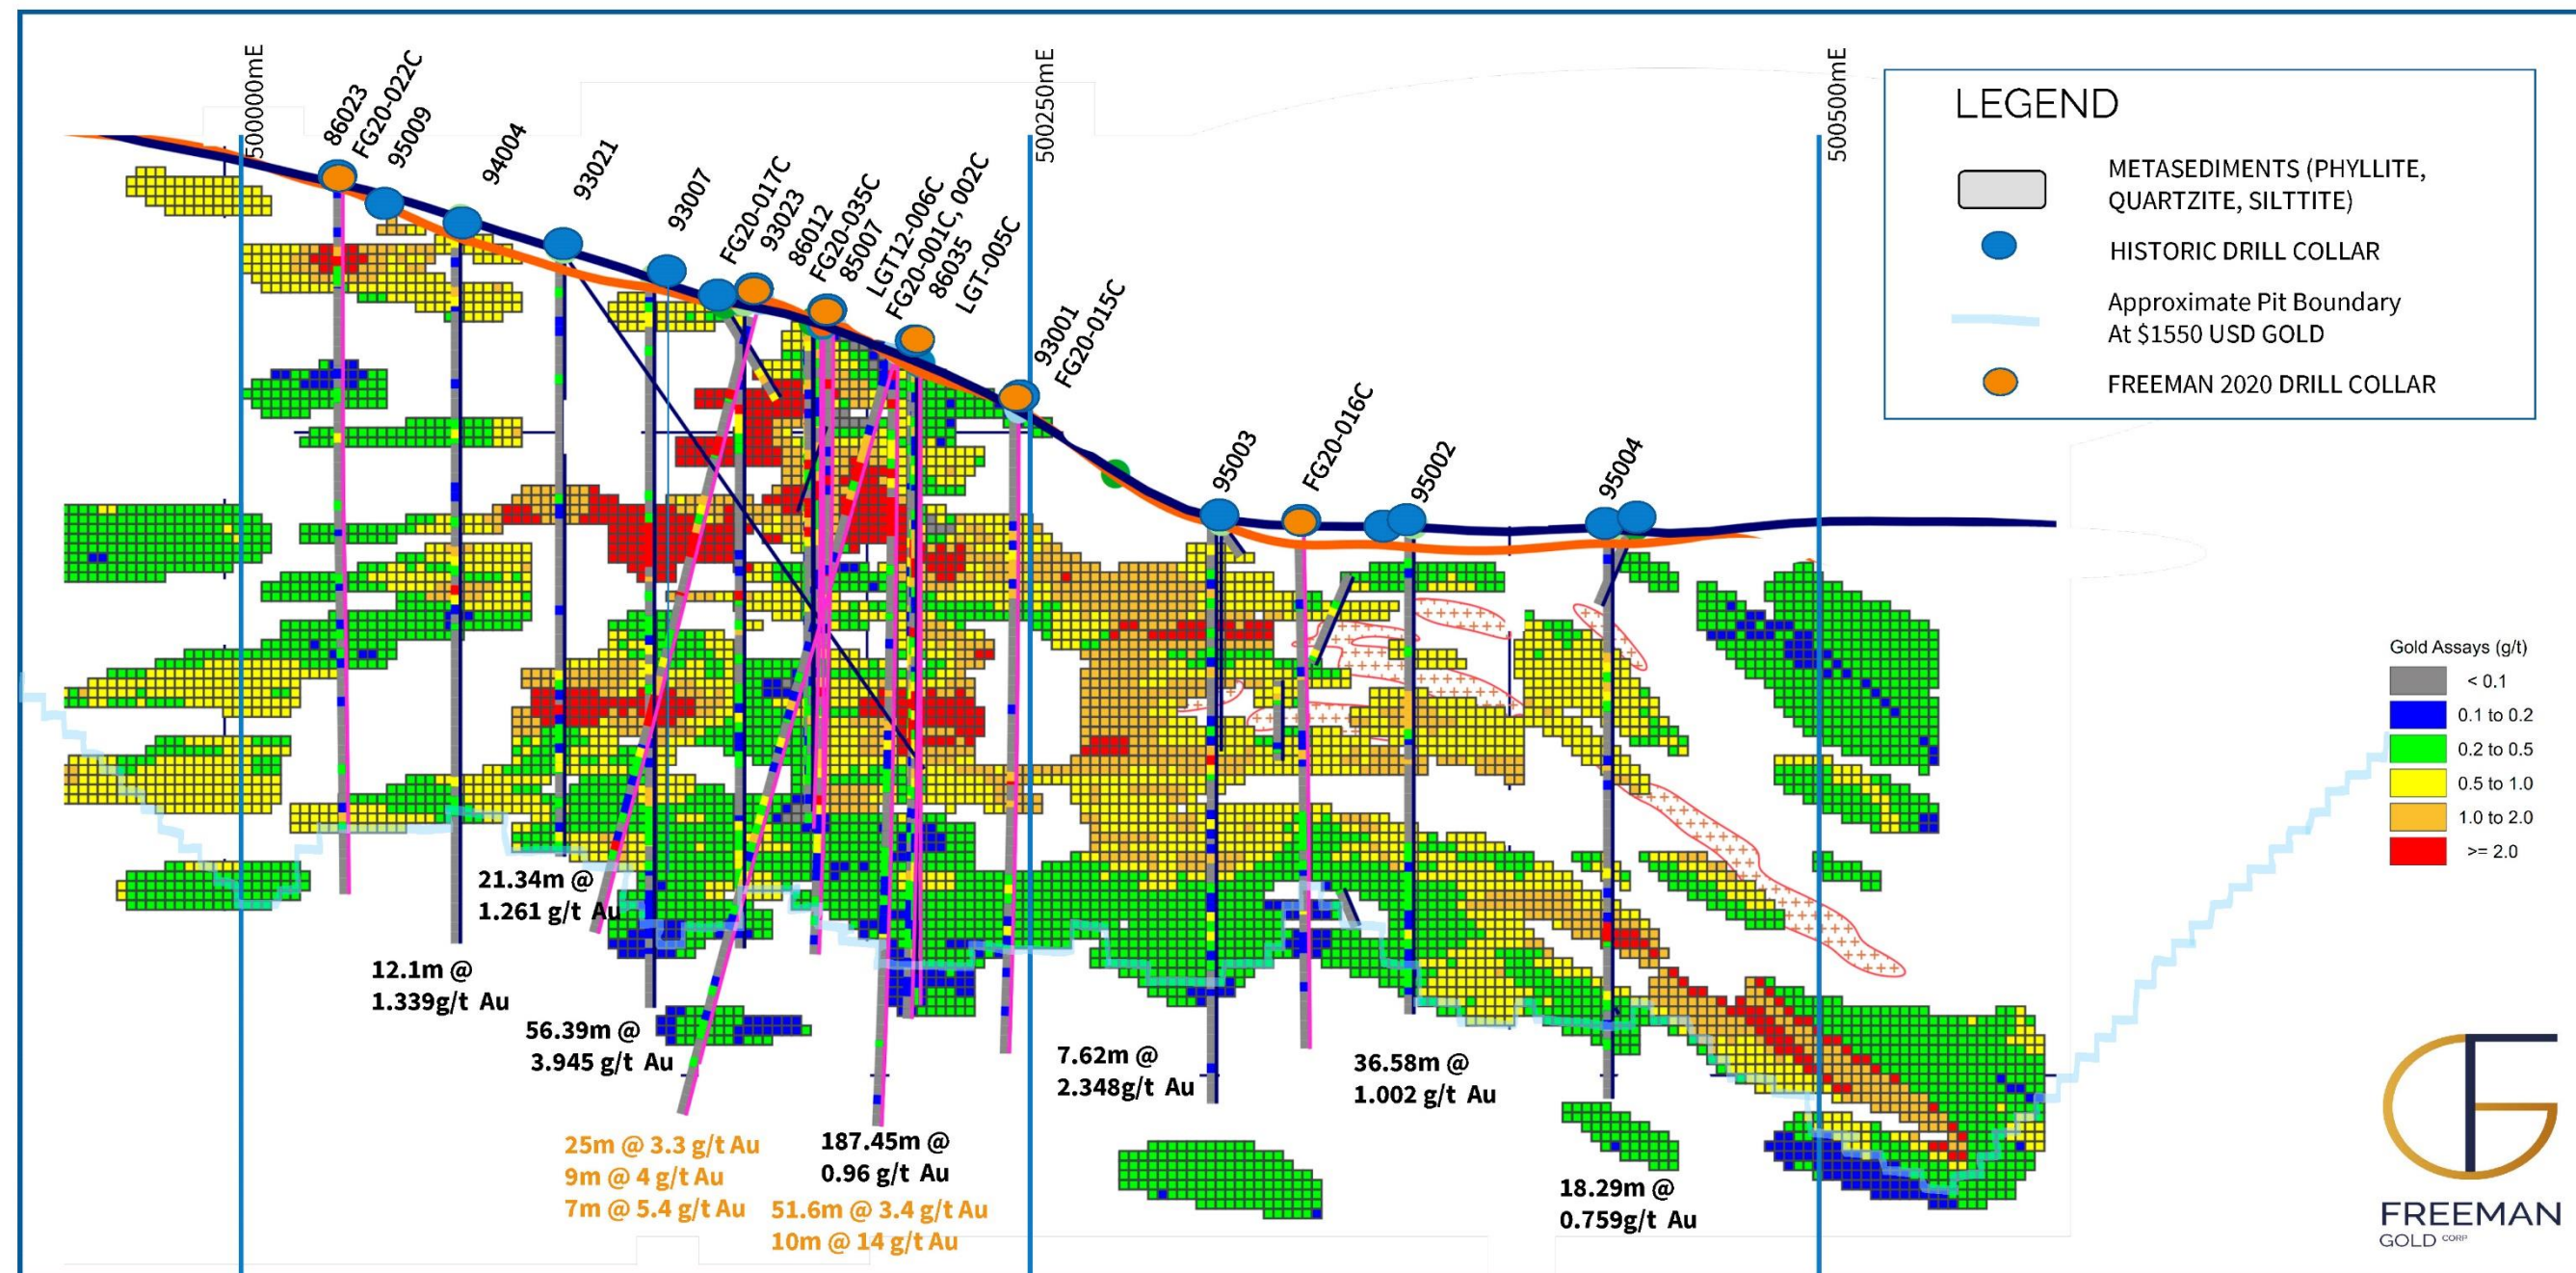 500000mE
500250mE
500500mE
86023
FG20-022C
95009
94004
93021
93007
FG20-017C
93023
86012
FG20-035C
85007
LGT12-006C
FG20-001C, 002C
86035
LGT-005C
93001
FG20-015C
95003
FG20-016C
95002
95004
LEGEND
METASEDIMENTS (PHYLLITE,
QUARTZITE, SILTTITE)
HISTORIC DRILL COLLAR
Approximate Pit Boundary
At $1550 USD GOLD
FREEMAN 2020 DRILL COLLAR
Gold Assays (g/t)
< 0.1
0.1 to 0.2
0.2 to 0.5
0.5 to 1.0
1.0 to 2.0
>= 2.0
21.34m @
1.261 g/t Au
12.1m @
1.339g/t Au
56.39m @
3.945 g/t Au
25m @ 3.3 g/t Au
9m @ 4 g/t Au
7m @ 5.4 g/t Au
187.45m @
0.96 g/t Au
51.6m @ 3.4 g/t Au
10m @ 14 g/t Au
7.62m @
2.348g/t Au
36.58m @
1.002 g/t Au
18.29m @
0.759g/t Au
FREEMAN
GOLD CORP